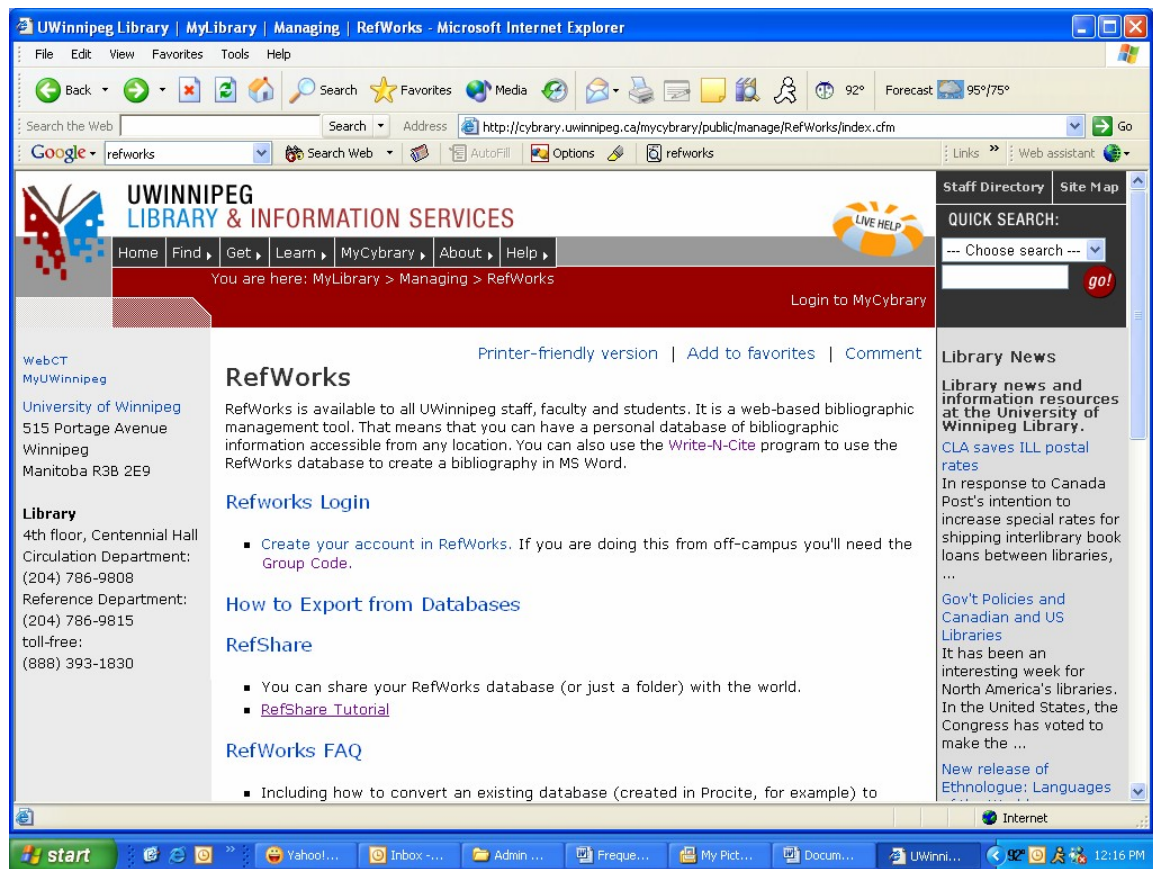 UWinnipeg Library | MyLibrary | Managing | RefWorks - Microsoft Internet Explorer
File Edit View Favorites Tools Help
Back Search Favorites Media 92° Forecast 95°/75°
Search the Web Search Address http://cybrary.uwinnipeg.ca/mycybrary/public/manage/RefWorks/index.cfm Go
Google refworks Search Web AutoFill Options refworks Links » Web assistant
UWINNIPEG
LIBRARY & INFORMATION SERVICES
LIVE HELP
Home Find Get Learn MyCybrary About Help
You are here: MyLibrary > Managing > RefWorks
Login to MyCybrary
Staff Directory Site Map
QUICK SEARCH:
--- Choose search ---
go!
WebCT
MyUWinnipeg
University of Winnipeg
515 Portage Avenue
Winnipeg
Manitoba R3B 2E9
Library
4th floor, Centennial Hall
Circulation Department:
(204) 786-9808
Reference Department:
(204) 786-9815
toll-free:
(888) 393-1830
Printer-friendly version | Add to favorites | Comment
RefWorks
RefWorks is available to all UWinnipeg staff, faculty and students. It is a web-based bibliographic
management tool. That means that you can have a personal database of bibliographic
information accessible from any location. You can also use the Write-N-Cite program to use the
RefWorks database to create a bibliography in MS Word.
Refworks Login
▪ Create your account in RefWorks. If you are doing this from off-campus you'll need the
Group Code.
How to Export from Databases
RefShare
▪ You can share your RefWorks database (or just a folder) with the world.
▪ RefShare Tutorial
RefWorks FAQ
▪ Including how to convert an existing database (created in Procite, for example) to
Library News
Library news and
information resources
at the University of
Winnipeg Library.
CLA saves ILL postal
rates
In response to Canada
Post's intention to
increase special rates for
shipping interlibrary book
loans between libraries,
...
Gov't Policies and
Canadian and US
Libraries
It has been an
interesting week for
North America's libraries.
In the United States, the
Congress has voted to
make the ...
New release of
Ethnologue: Languages
Internet
start » Yahoo!... Inbox -... Admin ... Freque... My Pict... Docum... UWinni... 92° 12:16 PM